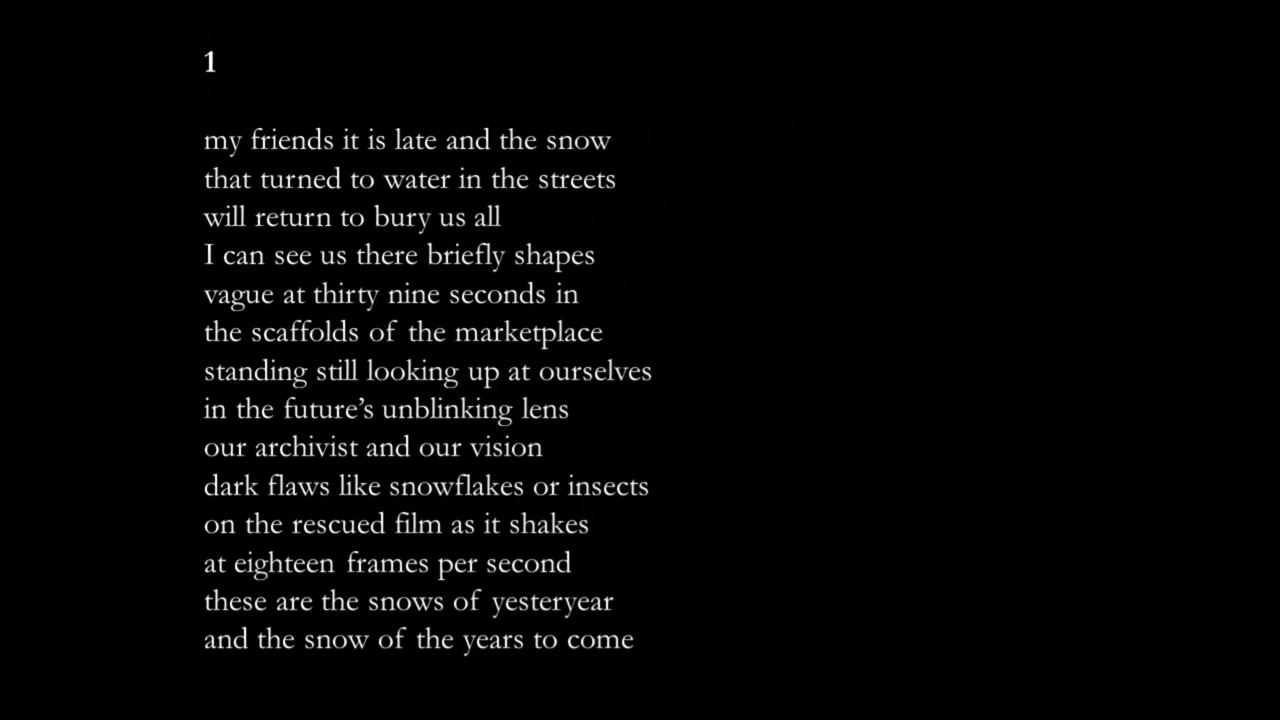 1
my friends it is late and the snow
that turned to water in the streets
will return to bury us all
I can see us there briefly shapes
vague at thirty nine seconds in
the scaffolds of the marketplace
standing still looking up at ourselves
in the future’s unblinking lens
our archivist and our vision
dark flaws like snowflakes or insects
on the rescued film as it shakes
at eighteen frames per second
these are the snows of yesteryear
and the snow of the years to come